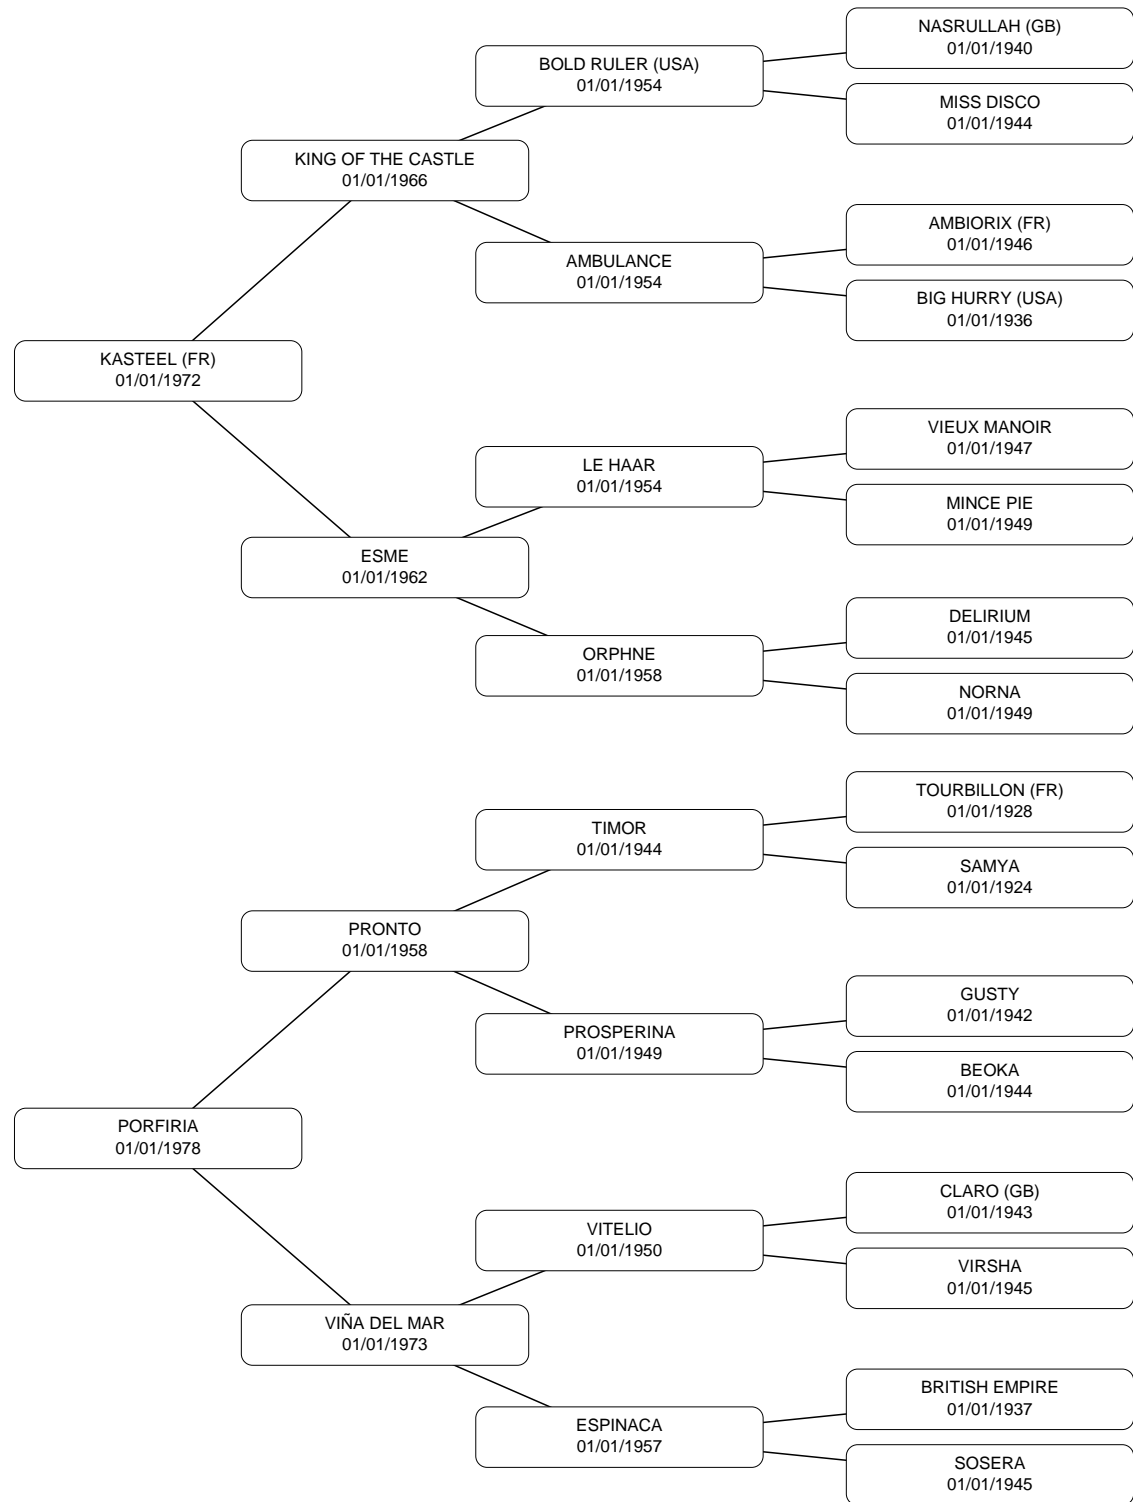 NASRULLAH (GB)
01/01/1940
BOLD RULER (USA)
01/01/1954
MISS DISCO
01/01/1944
KING OF THE CASTLE
01/01/1966
AMBIORIX (FR)
01/01/1946
AMBULANCE
01/01/1954
BIG HURRY (USA)
01/01/1936
KASTEEL (FR)
01/01/1972
VIEUX MANOIR
01/01/1947
LE HAAR
01/01/1954
MINCE PIE
01/01/1949
ESME
01/01/1962
DELIRIUM
01/01/1945
ORPHNE
01/01/1958
NORNA
01/01/1949
TOURBILLON (FR)
01/01/1928
TIMOR
01/01/1944
SAMYA
01/01/1924
PRONTO
01/01/1958
GUSTY
01/01/1942
PROSPERINA
01/01/1949
BEOKA
01/01/1944
PORFIRIA
01/01/1978
CLARO (GB)
01/01/1943
VITELIO
01/01/1950
VIRSHA
01/01/1945
VIÑA DEL MAR
01/01/1973
BRITISH EMPIRE
01/01/1937
ESPINACA
01/01/1957
SOSERA
01/01/1945